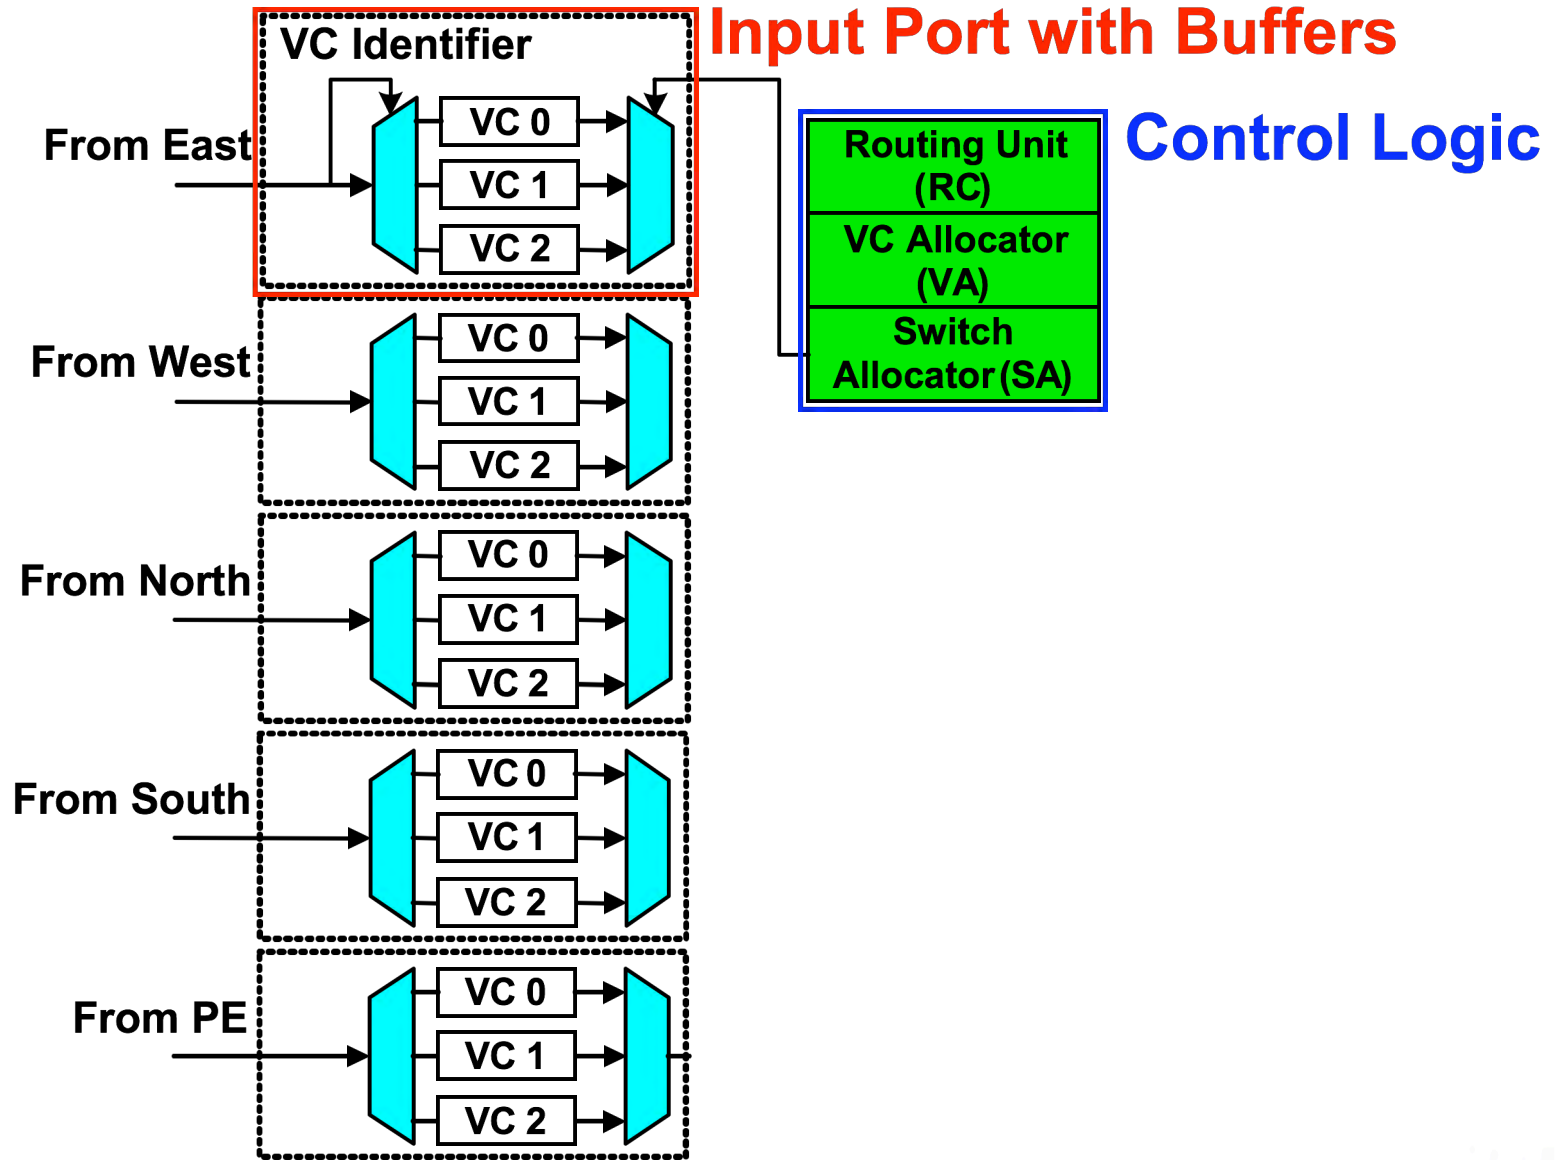 Input Port with Buffers
VC Identifier
From East
VC 0
VC 1
VC 2
Control Logic
Routing Unit
(RC)
VC Allocator
(VA)
Switch
Allocator (SA)
From West
VC 0
VC 1
VC 2
From North
VC 0
VC 1
VC 2
From South
VC 0
VC 1
VC 2
From PE
VC 0
VC 1
VC 2